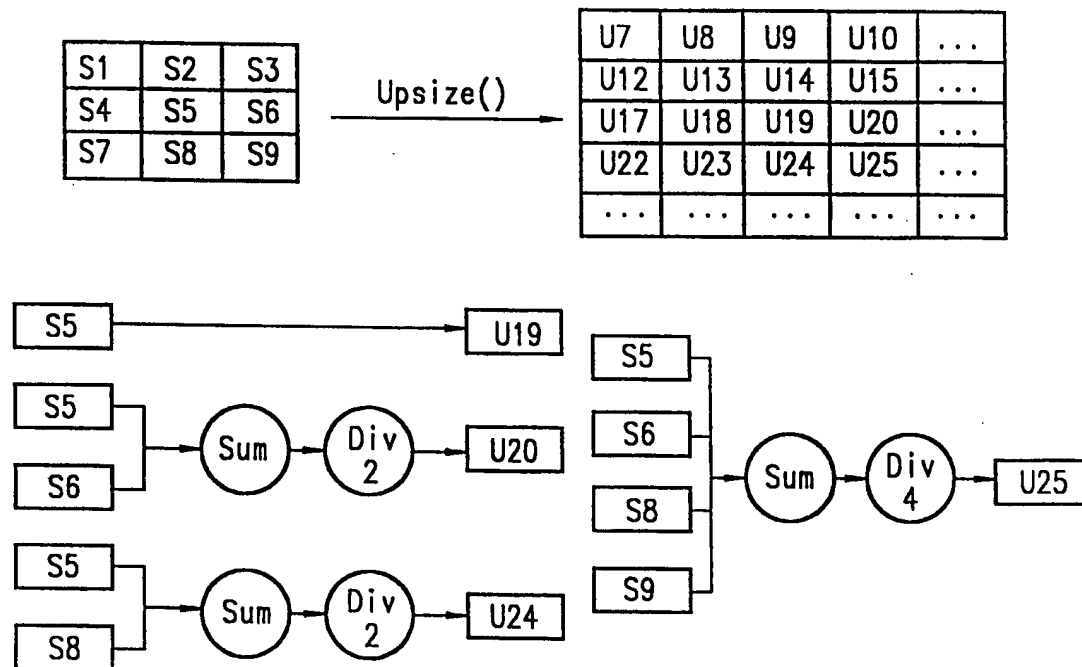 S1 S2 S3
S4 S5 S6
S7 S8 S9
Upsize()
U7 U8 U9 U10 ...
U12 U13 U14 U15 ...
U17 U18 U19 U20 ...
U22 U23 U24 U25 ...
... ... ... ... ...
S5 U19
S5
S6
Sum
Div
2
U20
S5
S8
Sum
Div
2
U24
S5
S6
S8
S9
Sum
Div
4
U25